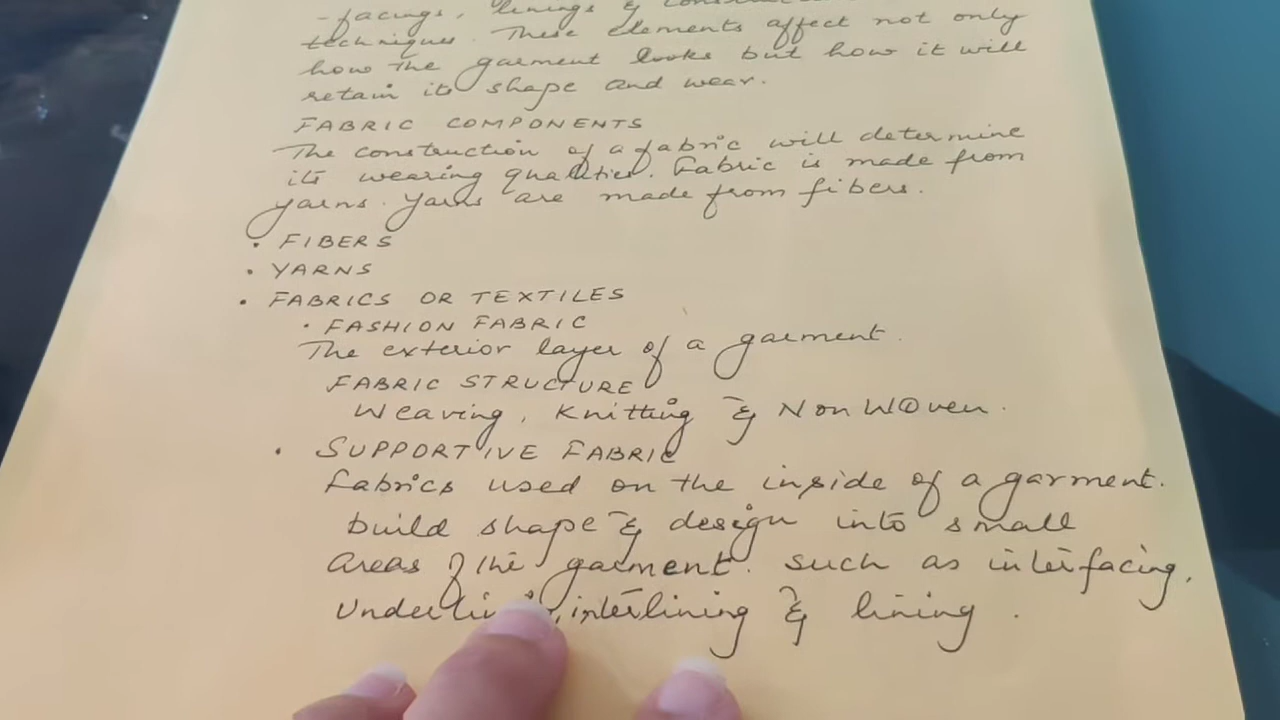 -facings, linings &
techniques. These elements affect not only
how the garment looks but how it will
retain its shape and wear.
FABRIC COMPONENTS
The construction of a fabric will determine
its wearing qualities. Fabric is made from
yarns. Yarns are made from fibers.
• FIBERS
• YARNS
• FABRICS OR TEXTILES
• FASHION FABRIC
The exterior layer of a garment.
FABRIC STRUCTURE
Weaving, Knitting & Non Woven.
• SUPPORTIVE FABRIC
Fabrics used on the inside of a garment.
build shape & design into small
areas of the garment. such as interfacing,
interlining & lining.